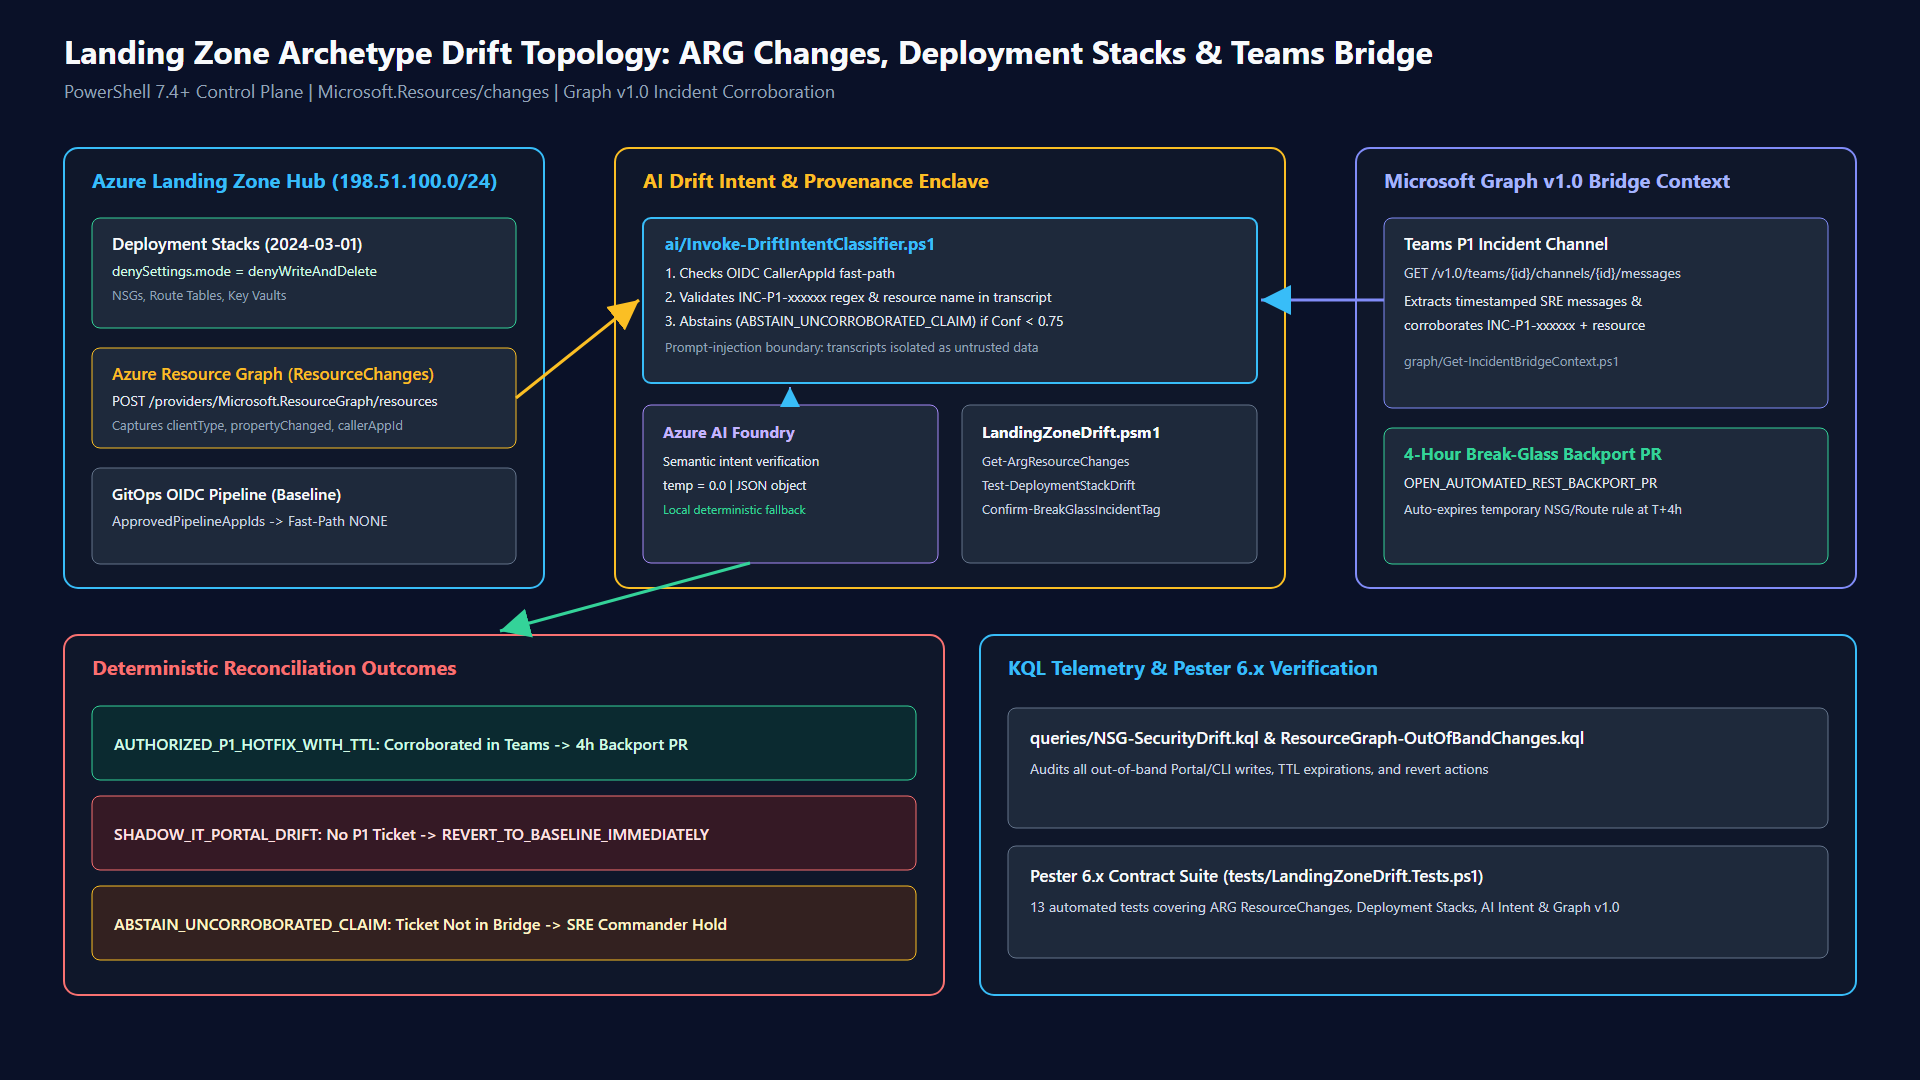 Landing Zone Archetype Drift Topology: ARG Changes, Deployment Stacks & Teams Bridge
PowerShell 7.4+ Control Plane | Microsoft.Resources/changes | Graph v1.0 Incident Corroboration
Azure Landing Zone Hub (198.51.100.0/24)
Deployment Stacks (2024-03-01)
denySettings.mode = denyWriteAndDelete
NSGs, Route Tables, Key Vaults
Azure Resource Graph (ResourceChanges)
POST /providers/Microsoft.ResourceGraph/resources
Captures clientType, propertyChanged, callerAppId
GitOps OIDC Pipeline (Baseline)
ApprovedPipelineAppIds -> Fast-Path NONE
AI Drift Intent & Provenance Enclave
ai/Invoke-DriftIntentClassifier.ps1
1. Checks OIDC CallerAppId fast-path
2. Validates INC-P1-xxxxxx regex & resource name in transcript
3. Abstains (ABSTAIN_UNCORROBORATED_CLAIM) if Conf < 0.75
Prompt-injection boundary: transcripts isolated as untrusted data
Azure AI Foundry
Semantic intent verification
temp = 0.0 | JSON object
Local deterministic fallback
LandingZoneDrift.psm1
Get-ArgResourceChanges
Test-DeploymentStackDrift
Confirm-BreakGlassIncidentTag
Microsoft Graph v1.0 Bridge Context
Teams P1 Incident Channel
GET /v1.0/teams/{id}/channels/{id}/messages
Extracts timestamped SRE messages &
corroborates INC-P1-xxxxxx + resource
graph/Get-IncidentBridgeContext.ps1
4-Hour Break-Glass Backport PR
OPEN_AUTOMATED_REST_BACKPORT_PR
Auto-expires temporary NSG/Route rule at T+4h
Deterministic Reconciliation Outcomes
AUTHORIZED_P1_HOTFIX_WITH_TTL: Corroborated in Teams -> 4h Backport PR
SHADOW_IT_PORTAL_DRIFT: No P1 Ticket -> REVERT_TO_BASELINE_IMMEDIATELY
ABSTAIN_UNCORROBORATED_CLAIM: Ticket Not in Bridge -> SRE Commander Hold
KQL Telemetry & Pester 6.x Verification
queries/NSG-SecurityDrift.kql & ResourceGraph-OutOfBandChanges.kql
Audits all out-of-band Portal/CLI writes, TTL expirations, and revert actions
Pester 6.x Contract Suite (tests/LandingZoneDrift.Tests.ps1)
13 automated tests covering ARG ResourceChanges, Deployment Stacks, AI Intent & Graph v1.0